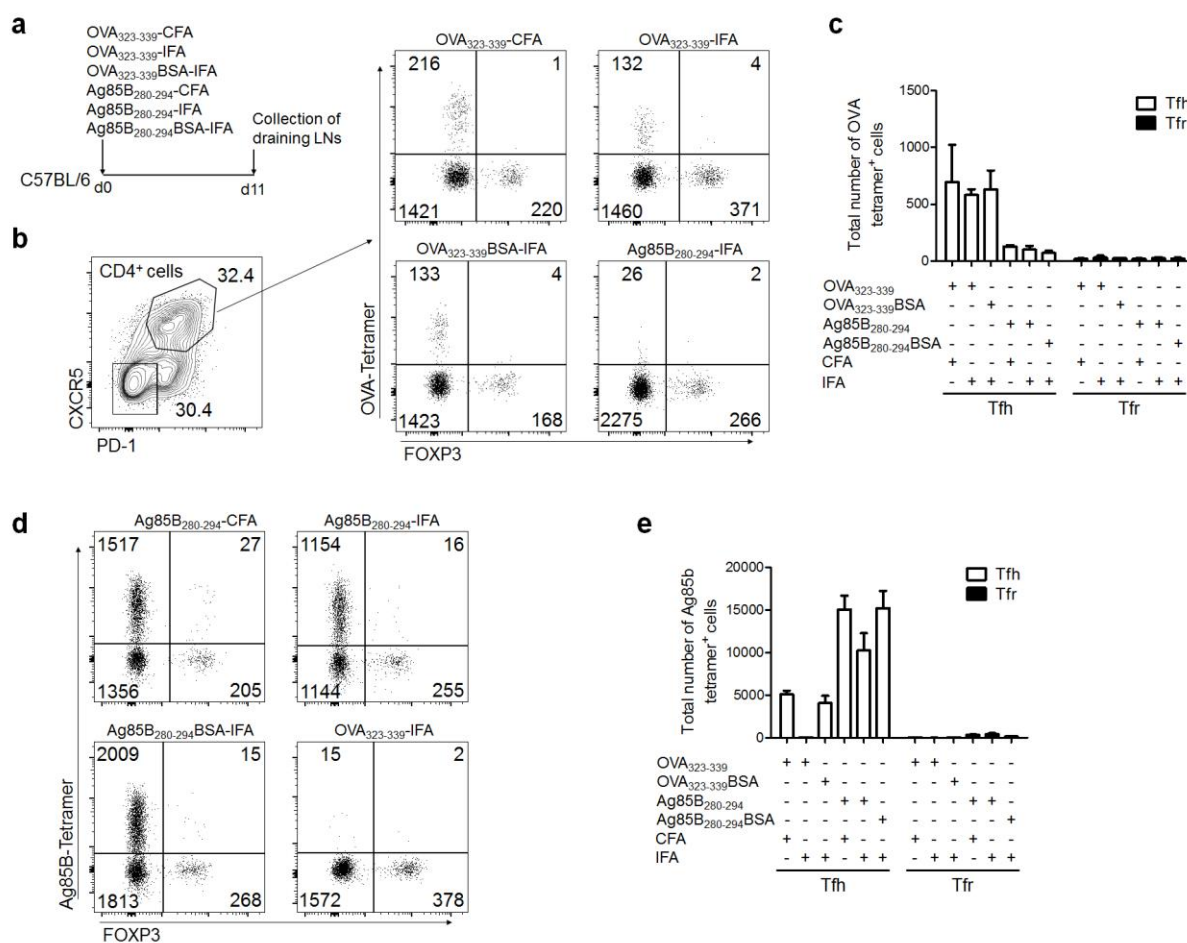 a
OVA323-339-CFA
OVA323-339-IFA
OVA323-339BSA-IFA
Ag85B280-294-CFA
Ag85B280-294-IFA
Ag85B280-294BSA-IFA
Collection of
draining LNs
C57BL/6
d0
d11
b
CD4+ cells
32.4
30.4
CXCR5
PD-1
OVA323-339-CFA
216
1
1421
220
OVA323-339-IFA
132
4
1460
371
OVA323-339BSA-IFA
133
4
1423
168
Ag85B280-294-IFA
26
2
2275
266
OVA-Tetramer
FOXP3
c
Total number of OVA
tetramer+ cells
1500
1000
500
0
Tfh
Tfr
OVA323-339 + + - - - - + + - - - -
OVA323-339BSA - - + - - - - - + - - -
Ag85B280-294 - - - + + - - - - + + -
Ag85B280-294BSA - - - - - + - - - - - +
CFA + - - + - - + - - + - -
IFA - + + - + + - + + - + +
Tfh
Tfr
d
Ag85B280-294-CFA
1517
27
1356
205
Ag85B280-294-IFA
1154
16
1144
255
Ag85B280-294BSA-IFA
2009
15
1813
268
OVA323-339-IFA
15
2
1572
378
Ag85B-Tetramer
FOXP3
e
Total number of Ag85b
tetramer+ cells
20000
15000
10000
5000
0
Tfh
Tfr
OVA323-339 + + - - - - + + - - - -
OVA323-339BSA - - + - - - - - + - - -
Ag85B280-294 - - - + + - - - - + + -
Ag85B280-294BSA - - - - - + - - - - - +
CFA + - - + - - + - - + - -
IFA - + + - + + - + + - + +
Tfh
Tfr